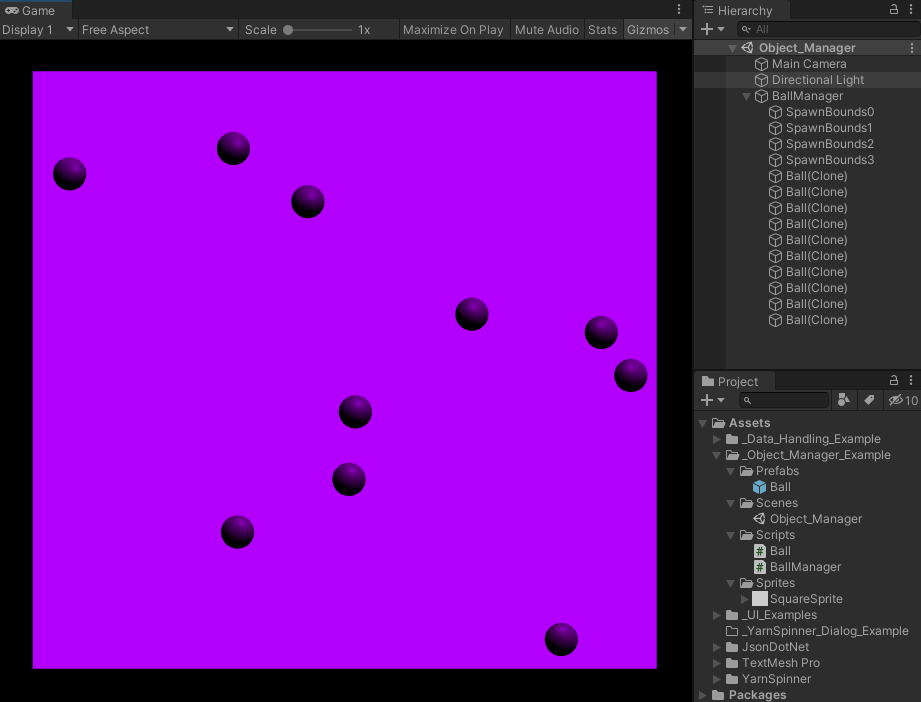 Game
Display 1 Free Aspect Scale 1x Maximize On Play Mute Audio Stats Gizmos
Hierarchy
All
Object_Manager
Main Camera
Directional Light
BallManager
SpawnBounds0
SpawnBounds1
SpawnBounds2
SpawnBounds3
Ball(Clone)
Ball(Clone)
Ball(Clone)
Ball(Clone)
Ball(Clone)
Ball(Clone)
Ball(Clone)
Ball(Clone)
Ball(Clone)
Ball(Clone)
Project
10
Assets
_Data_Handling_Example
_Object_Manager_Example
Prefabs
Ball
Scenes
Object_Manager
Scripts
Ball
BallManager
Sprites
SquareSprite
_UI_Examples
_YarnSpinner_Dialog_Example
JsonDotNet
TextMesh Pro
YarnSpinner
Packages